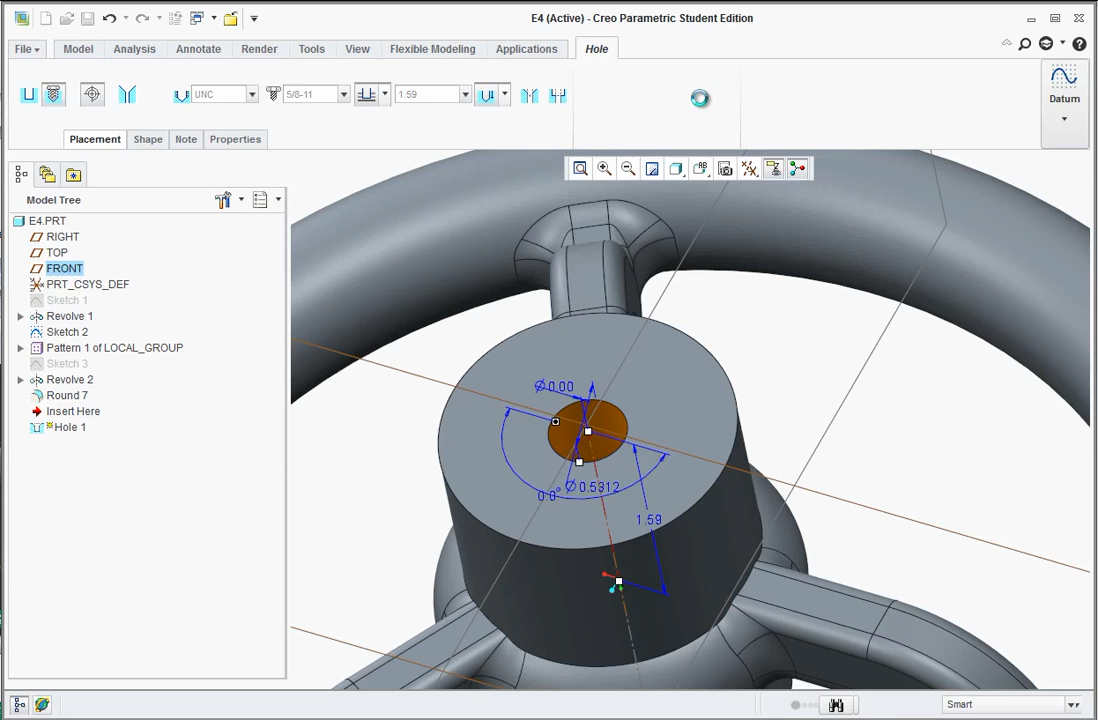 E4 (Active) - Creo Parametric Student Edition
File Model Analysis Annotate Render Tools View Flexible Modeling Applications Hole
UNC 5/8-11 1.59
Datum
Placement Shape Note Properties
Model Tree
E4.PRT
RIGHT
TOP
FRONT
PRT_CSYS_DEF
Sketch 1
Revolve 1
Sketch 2
Pattern 1 of LOCAL_GROUP
Sketch 3
Revolve 2
Round 7
Insert Here
Hole 1
Ø0.00
0.0° Ø0.5312
1.59
Smart